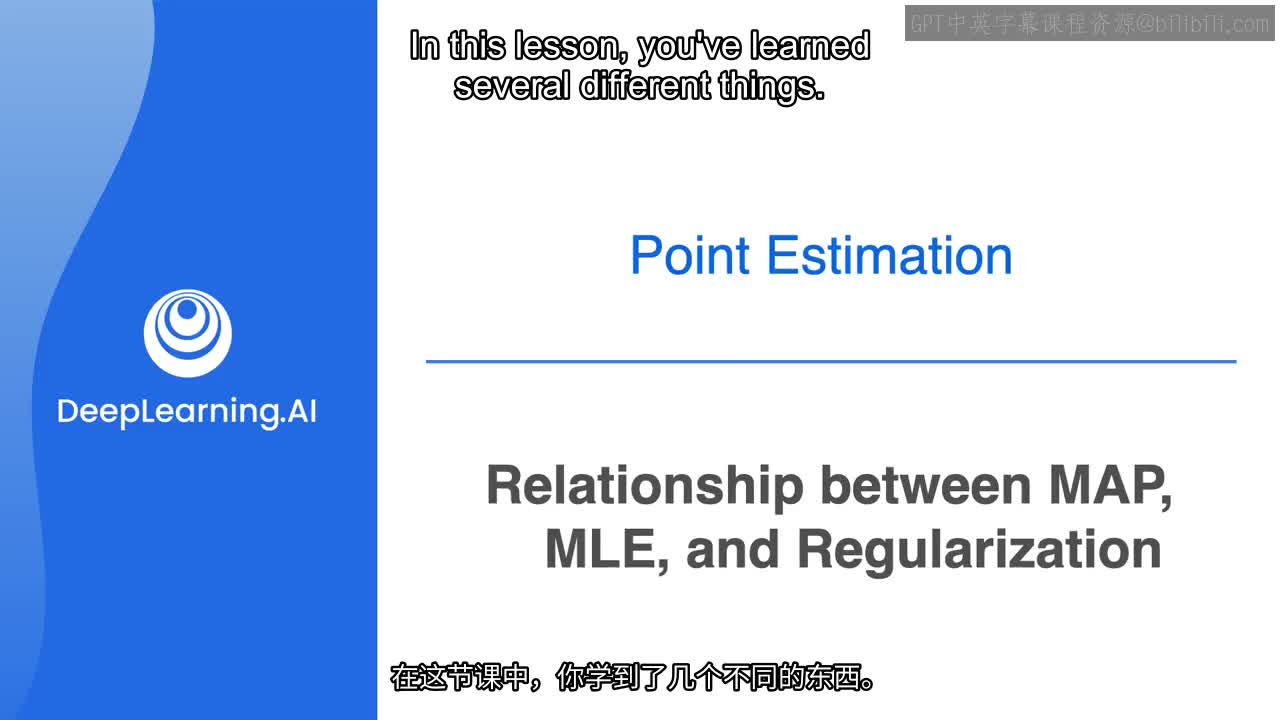 GPT中英字幕课程资源@bilibili.com
In this lesson, you've learned
several different things.
Point Estimation
DeepLearning.AI
Relationship between MAP,
MLE, and Regularization
在这节课中，你学到了几个不同的东西。